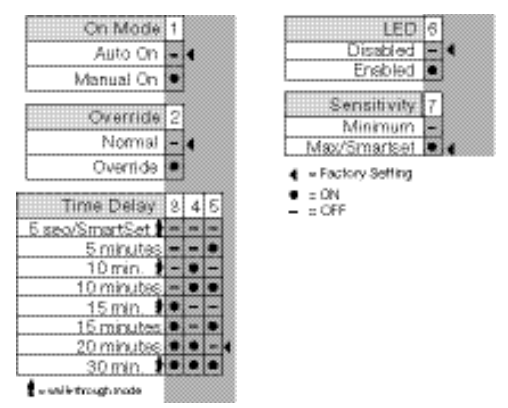 On Mode 1
Auto On –
Manual On ●
Override 2
Normal –
Override ●
Time Delay 3 4 5
5 sec/SmartSet – – –
5 minutes – – ●
10 min. – ● –
10 minutes – ● ●
15 min. ● – –
15 minutes ● – ●
20 minutes ● ● –
30 min. ● ● ●
= walk-through mode
LED 6
Disabled –
Enabled ●
Sensitivity 7
Minimum –
Max/Smartset ●
◄ = Factory Setting
● = ON
– = OFF